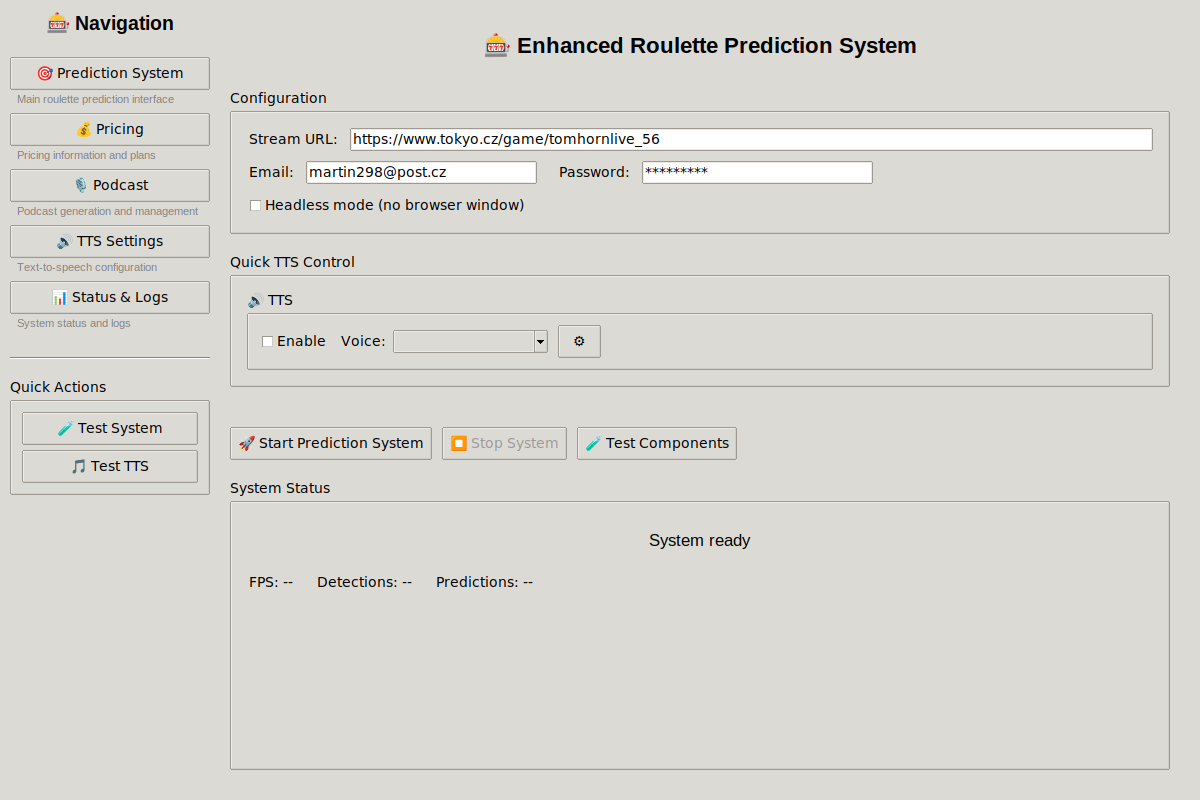 🎰 Navigation
🎯 Prediction System
Main roulette prediction interface
💰 Pricing
Pricing information and plans
🎙️ Podcast
Podcast generation and management
🔊 TTS Settings
Text-to-speech configuration
📊 Status & Logs
System status and logs
Quick Actions
🧪 Test System
🎵 Test TTS
🎰 Enhanced Roulette Prediction System
Configuration
Stream URL: https://www.tokyo.cz/game/tomhornlive_56
Email: martin298@post.cz Password: *********
Headless mode (no browser window)
Quick TTS Control
🔊 TTS
Enable Voice: ⚙
🚀 Start Prediction System ⏹️ Stop System 🧪 Test Components
System Status
System ready
FPS: -- Detections: -- Predictions: --